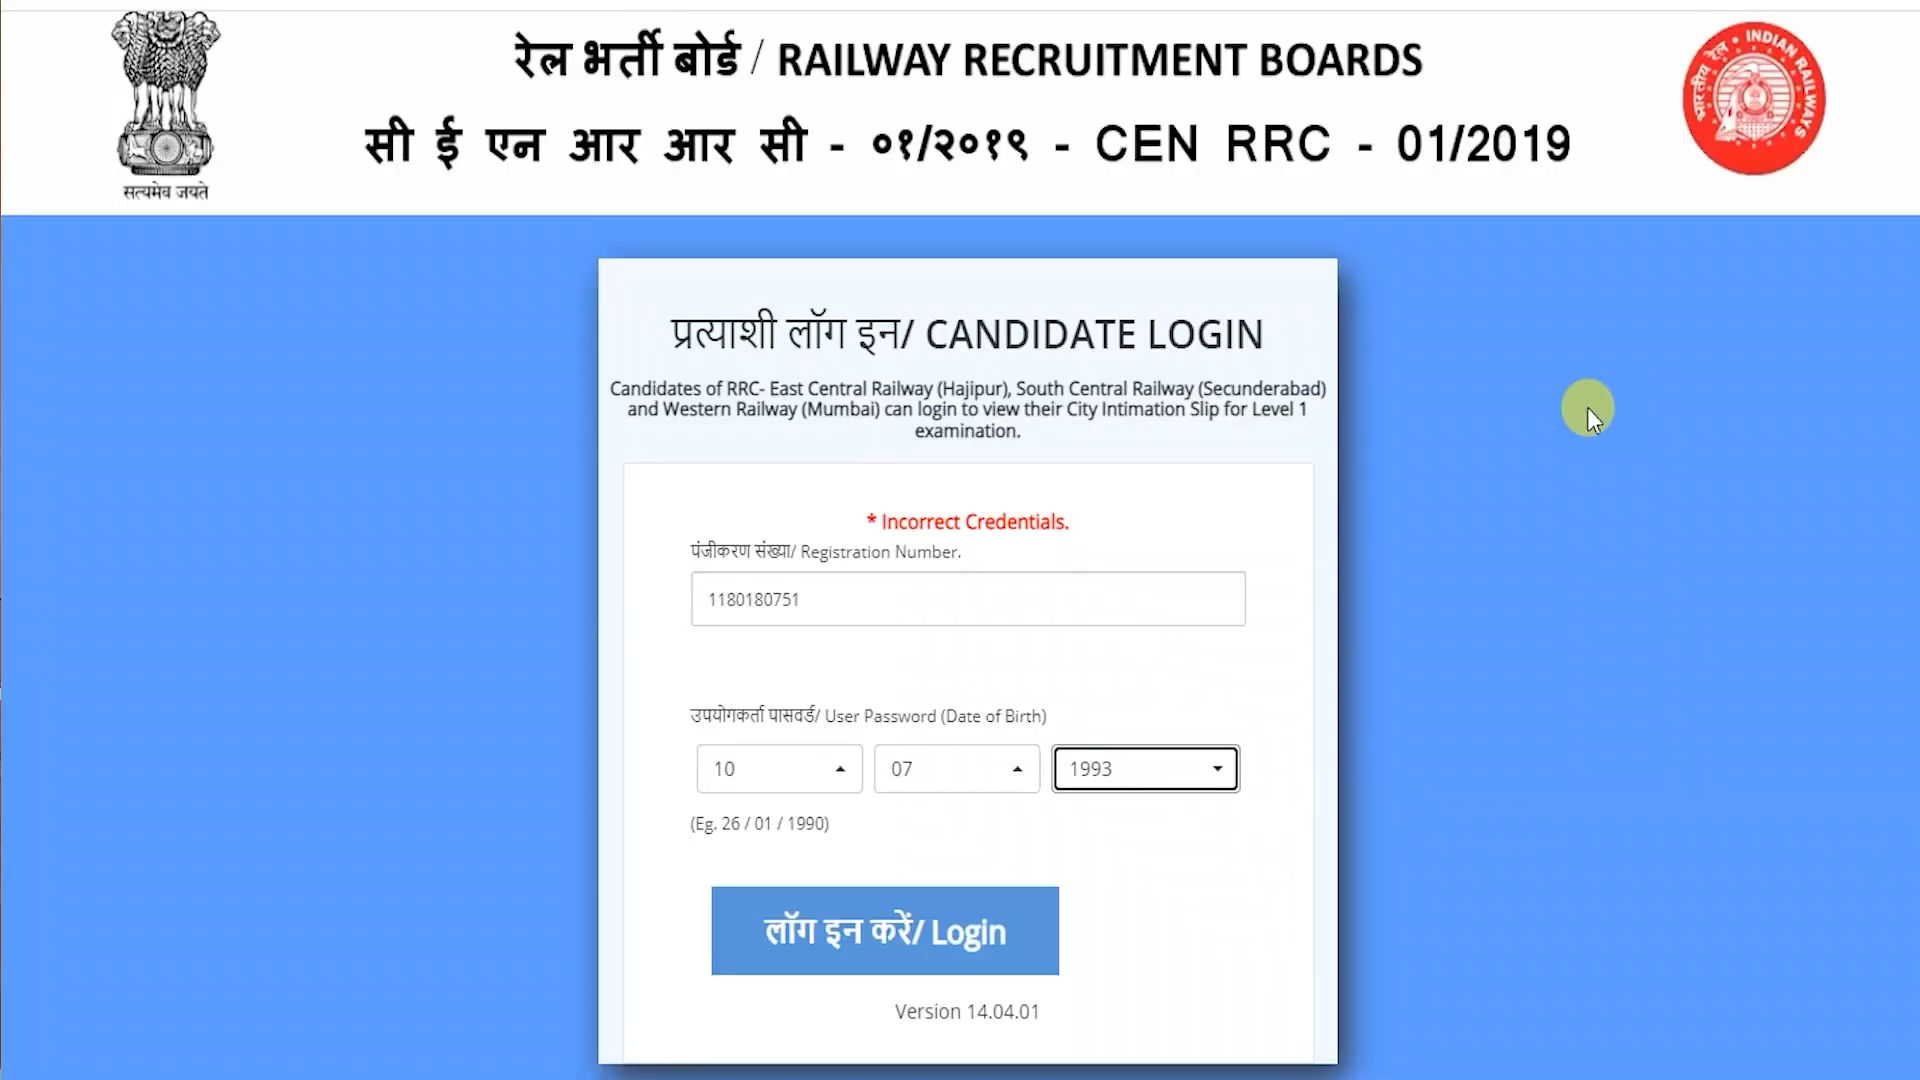 रेल भर्ती बोर्ड / RAILWAY RECRUITMENT BOARDS
सी ई एन आर आर सी - ०१/२०१९ - CEN RRC - 01/2019
सत्यमेव जयते
भारतीय रेल • INDIAN RAILWAYS
प्रत्याशी लॉग इन/ CANDIDATE LOGIN
Candidates of RRC- East Central Railway (Hajipur), South Central Railway (Secunderabad)
and Western Railway (Mumbai) can login to view their City Intimation Slip for Level 1
examination.
* Incorrect Credentials.
पंजीकरण संख्या/ Registration Number.
1180180751
उपयोगकर्ता पासवर्ड/ User Password (Date of Birth)
10 07 1993
(Eg. 26 / 01 / 1990)
लॉग इन करें/ Login
Version 14.04.01